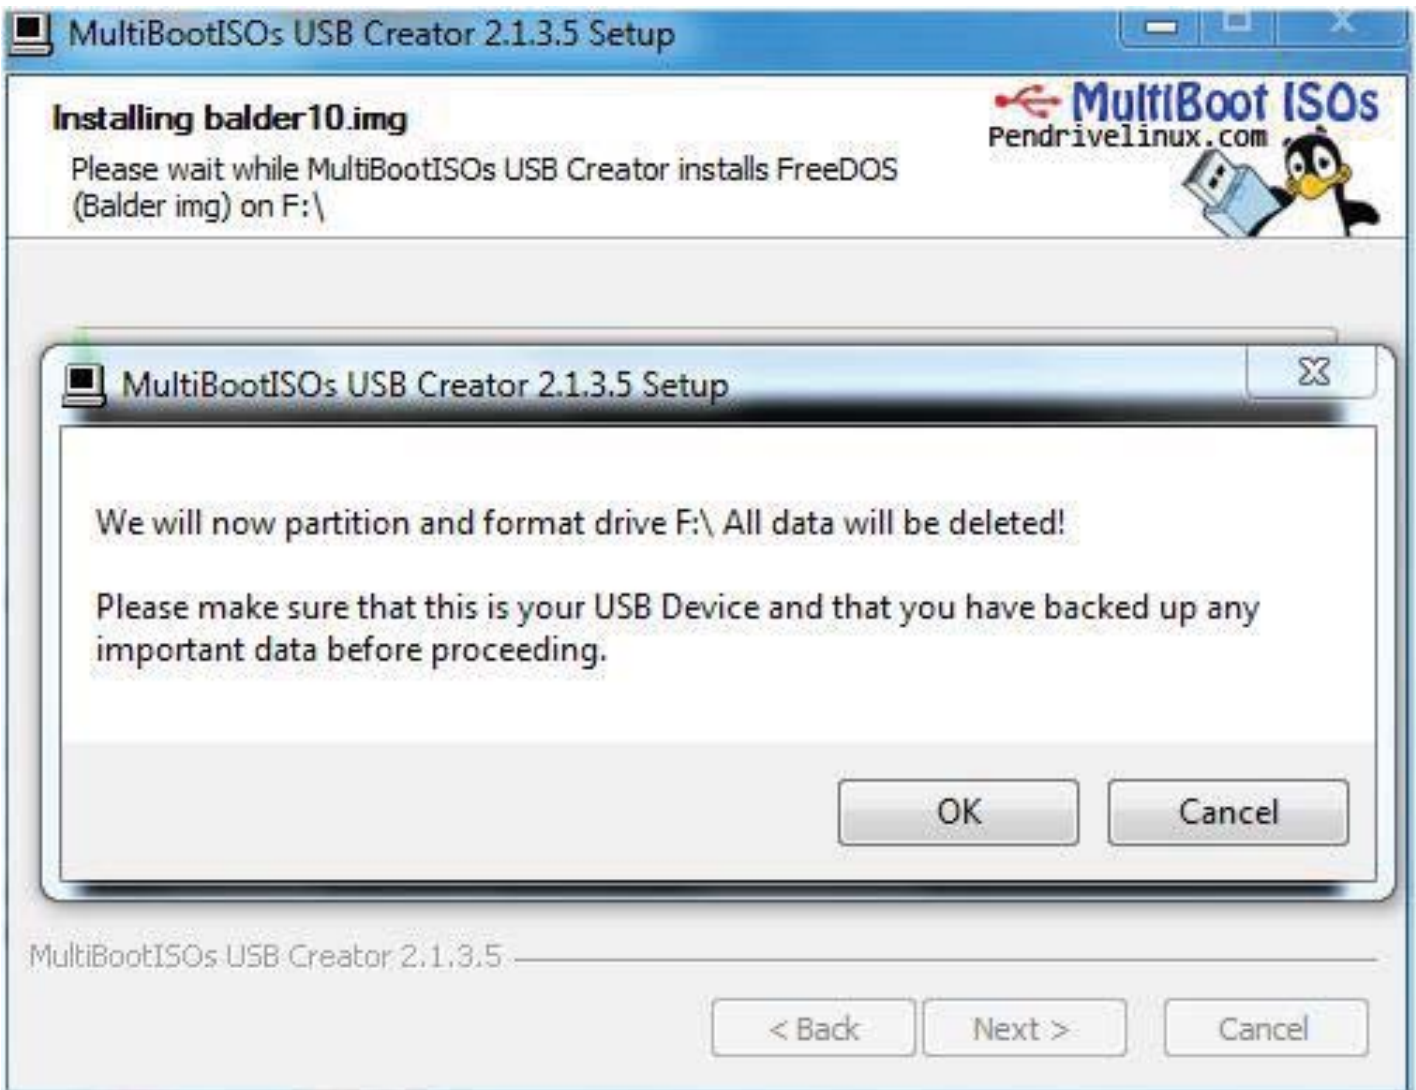 MultiBootISOs USB Creator 2.1.3.5 Setup
Installing balder10.img
Please wait while MultiBootISOs USB Creator installs FreeDOS
(Balder img) on F:\
MultiBoot ISOs
Pendrivelinux.com
MultiBootISOs USB Creator 2.1.3.5 Setup
We will now partition and format drive F:\ All data will be deleted!
Please make sure that this is your USB Device and that you have backed up any
important data before proceeding.
OK
Cancel
MultiBootISOs USB Creator 2.1.3.5
< Back
Next >
Cancel